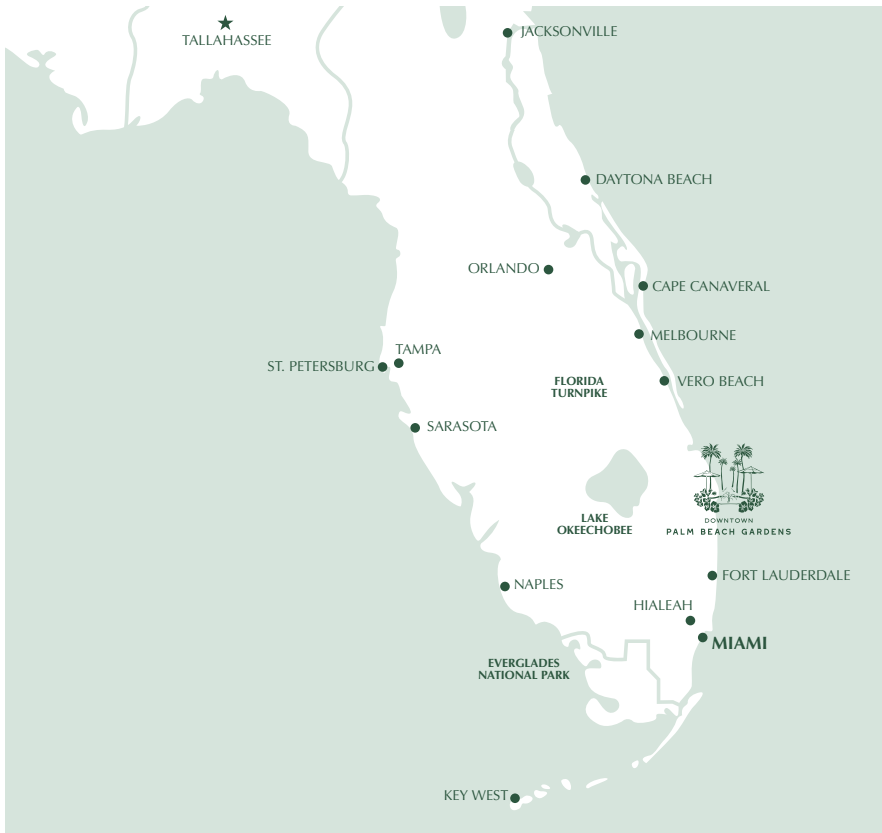 TALLAHASSEE
JACKSONVILLE
DAYTONA BEACH
ORLANDO
CAPE CANAVERAL
MELBOURNE
TAMPA
ST. PETERSBURG
FLORIDA
TURNPIKE
VERO BEACH
SARASOTA
LAKE
OKEECHOBEE
DOWNTOWN
PALM BEACH GARDENS
FORT LAUDERDALE
NAPLES
HIALEAH
MIAMI
EVERGLADES
NATIONAL PARK
KEY WEST